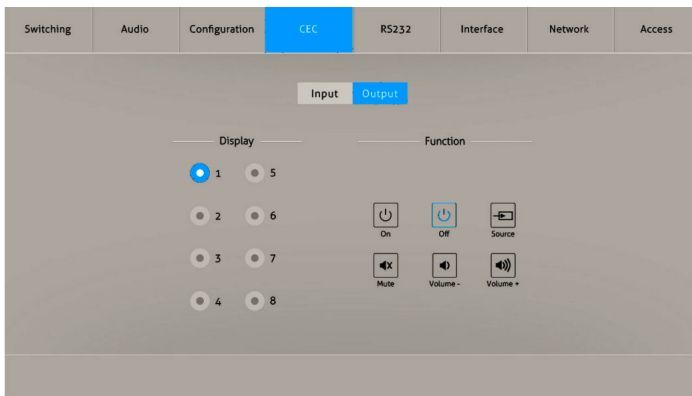 Switching Audio Configuration CEC RS232 Interface Network Access
Input Output
Display Function
1 5
2 6
On Off Source
3 7
Mute Volume - Volume +
4 8